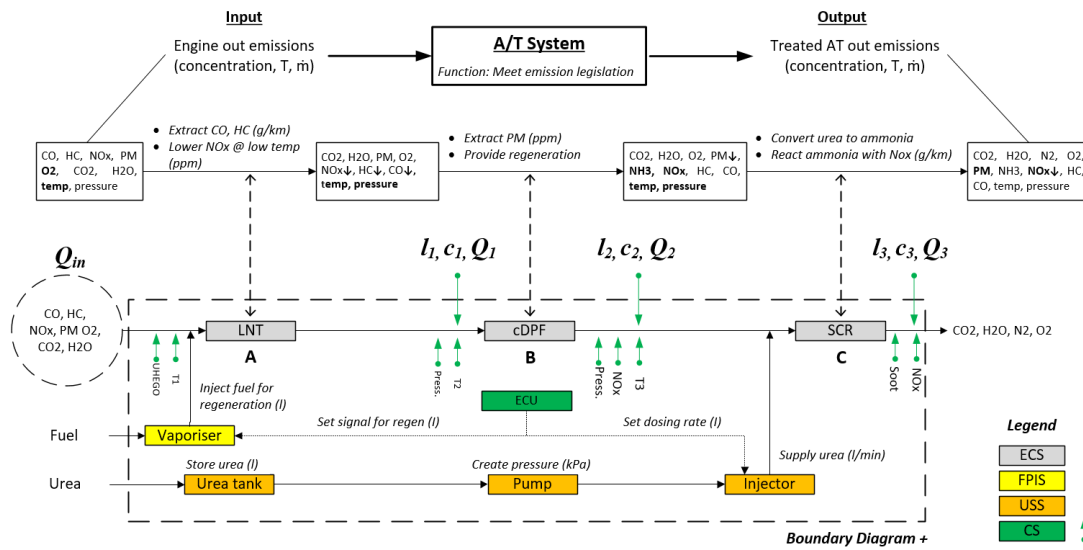 Input
Output
Engine out emissions
(concentration, T, ṁ)
A/T System
Function: Meet emission legislation
Treated AT out emissions
(concentration, T, ṁ)
• Extract CO, HC (g/km)
• Lower NOx @ low temp
(ppm)
• Extract PM (ppm)
• Provide regeneration
• Convert urea to ammonia
• React ammonia with Nox (g/km)
CO, HC, NOx, PM
O2, CO2, H2O,
temp, pressure
CO2, H2O, PM, O2,
NOx↓, HC↓, CO↓,
temp, pressure
CO2, H2O, O2, PM↓,
NH3, NOx, HC, CO,
temp, pressure
CO2, H2O, N2, O2,
PM, NH3, NOx↓, HC,
CO, temp, pressure
Qin
l1, c1, Q1
l2, c2, Q2
l3, c3, Q3
CO, HC,
NOx, PM O2,
CO2, H2O
LNT
A
cDPF
B
SCR
C
CO2, H2O, N2, O2
UHEGO
T1
Press.
T2
Press.
NOx
T3
Soot
NOx
Inject fuel for
regeneration (l)
ECU
Fuel
Vaporiser
Set signal for regen (I)
Set dosing rate (I)
Supply urea (l/min)
Urea
Store urea (l)
Urea tank
Create pressure (kPa)
Pump
Injector
Legend
ECS
FPIS
USS
CS
Boundary Diagram +